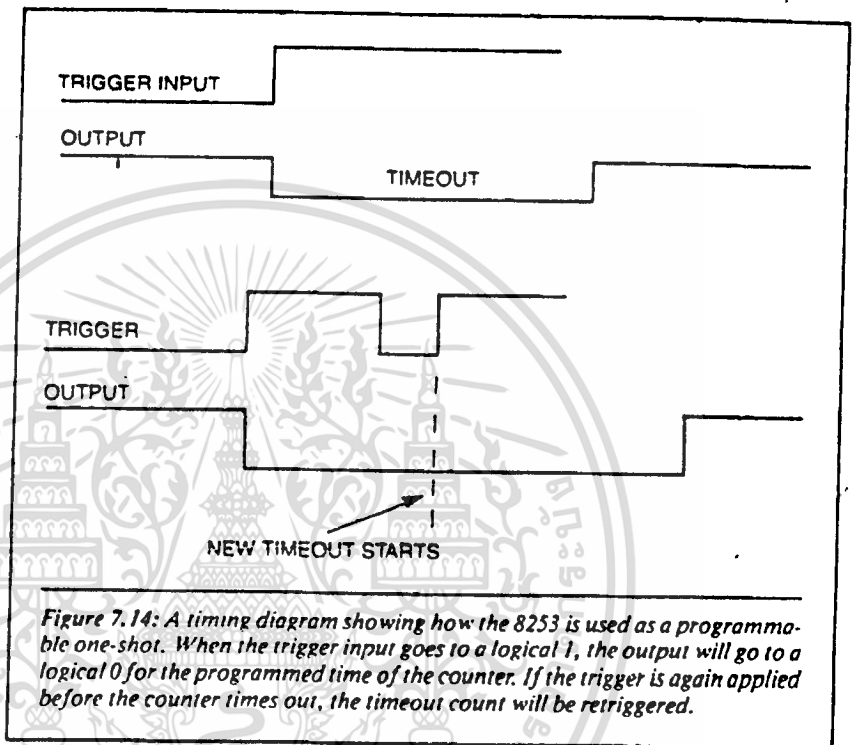 TRIGGER INPUT
OUTPUT
TIMEOUT
TRIGGER
OUTPUT
NEW TIMEOUT STARTS
Figure 7.14: A timing diagram showing how the 8253 is used as a programma-
ble one-shot. When the trigger input goes to a logical 1, the output will go to a
logical 0 for the programmed time of the counter. If the trigger is again applied
before the counter times out, the timeout count will be retriggered.